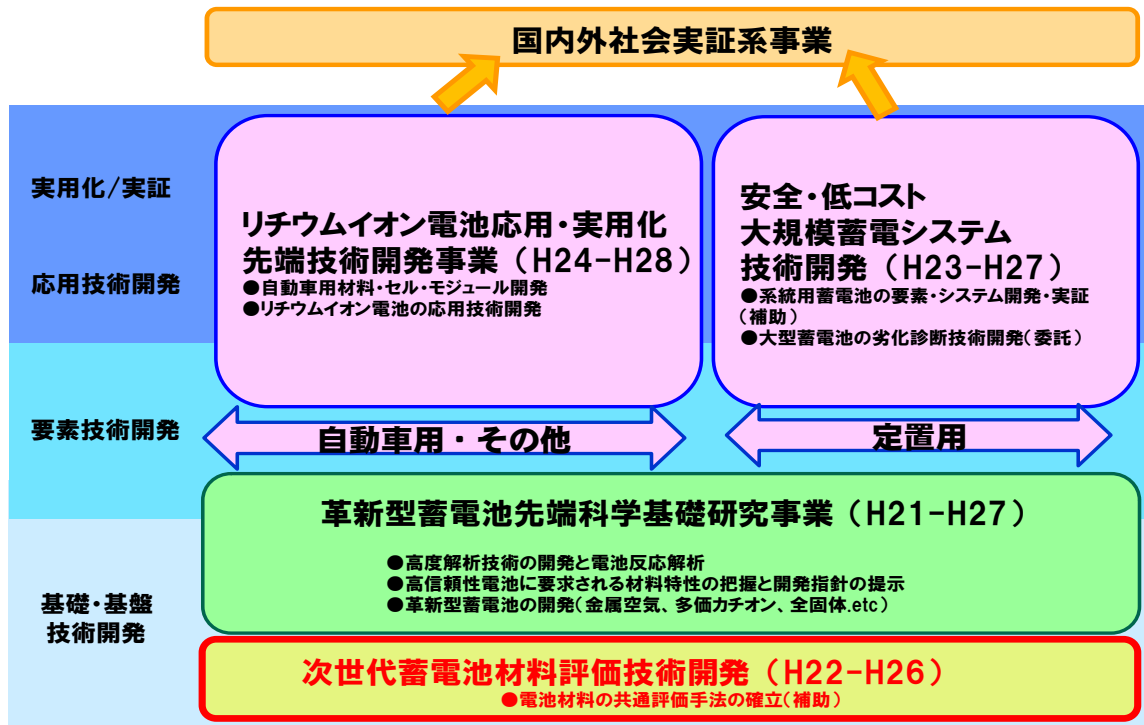 国内外社会実証系事業
実用化/実証
応用技術開発
リチウムイオン電池応用・実用化
先端技術開発事業（H24-H28）
●自動車用材料・セル・モジュール開発
●リチウムイオン電池の応用技術開発
安全・低コスト
大規模蓄電システム
技術開発（H23-H27）
●系統用蓄電池の要素・システム開発・実証
（補助）
●大型蓄電池の劣化診断技術開発（委託）
要素技術開発
自動車用・その他
定置用
革新型蓄電池先端科学基礎研究事業（H21-H27）
●高度解析技術の開発と電池反応解析
●高信頼性電池に要求される材料特性の把握と開発指針の提示
●革新型蓄電池の開発（金属空気、多価カチオン、全固体.etc）
基礎・基盤
技術開発
次世代蓄電池材料評価技術開発（H22-H26）
●電池材料の共通評価手法の確立（補助）